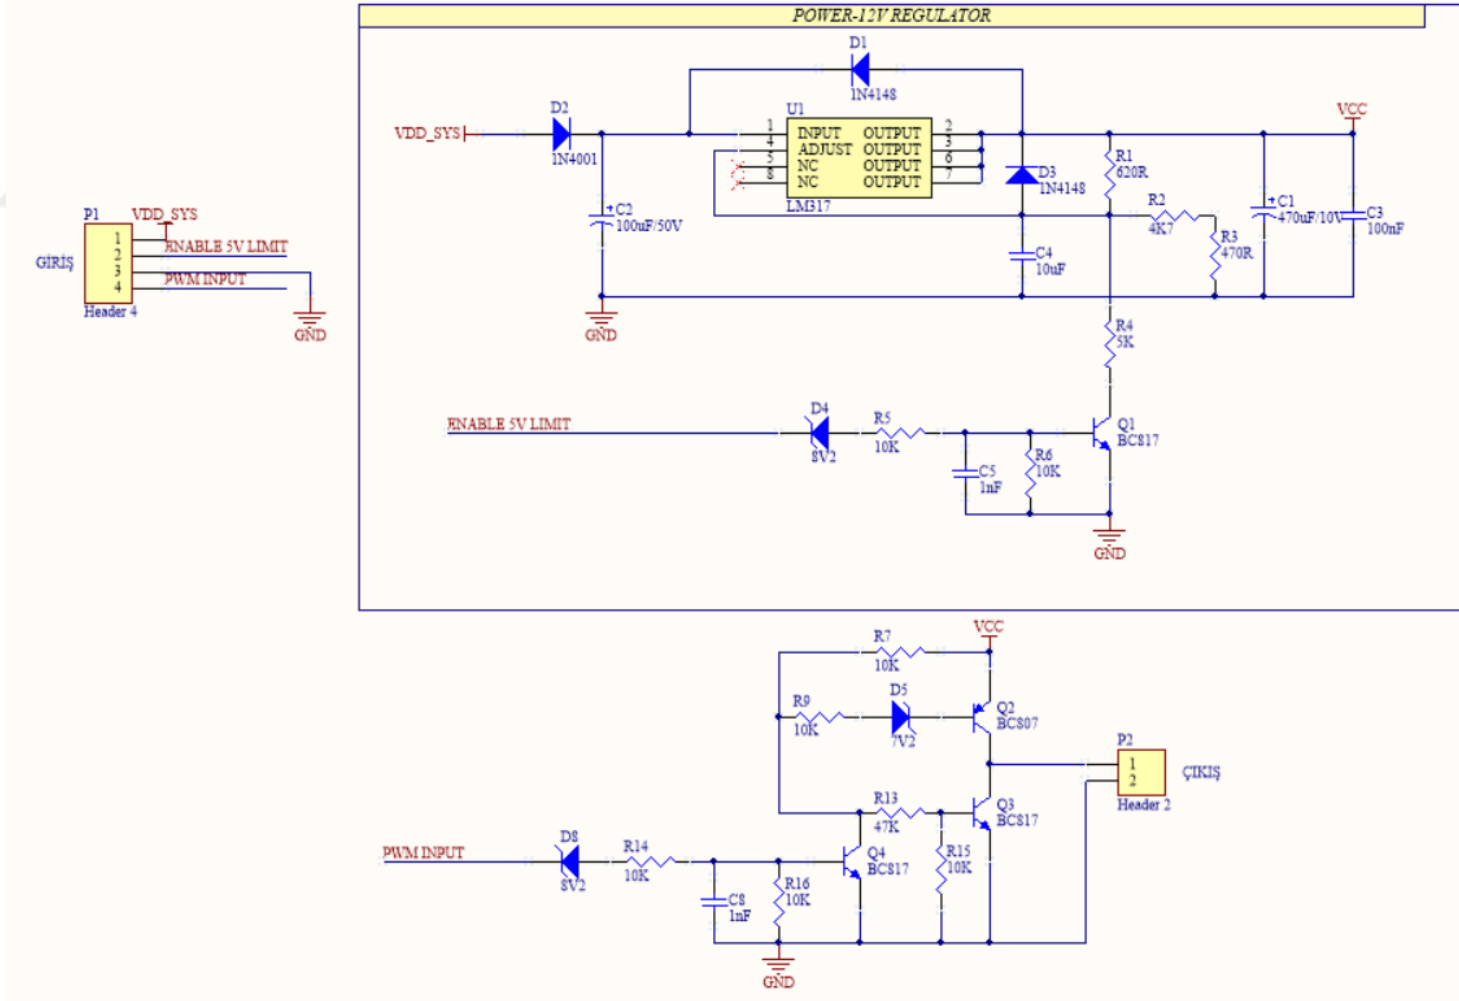 POWER-12V REGULATOR
D1
1N4148
U1
1 INPUT OUTPUT 2
4 ADJUST OUTPUT 3
5 NC OUTPUT 6
8 NC OUTPUT 7
LM317
VDD_SYS
D2
1N4001
VCC
R1
620R
D3
1N4148
R2
4K7
R3
470R
C1
470uF/10V
C3
100nF
C2
100uF/50V
C4
10uF
GND
P1
VDD_SYS
GİRİŞ
1
2 ENABLE 5V LIMIT
3
4 PWM INPUT
Header 4
GND
R4
5K
ENABLE 5V LIMIT
D4
8V2
R5
10K
C5
1nF
R6
10K
Q1
BC817
GND
VCC
R7
10K
R9
10K
D5
7V2
Q2
BC807
P2
1
2
ÇIKIŞ
Header 2
R13
47K
Q3
BC817
PWM INPUT
D8
8V2
R14
10K
Q4
BC817
R15
10K
C8
1nF
R16
10K
GND